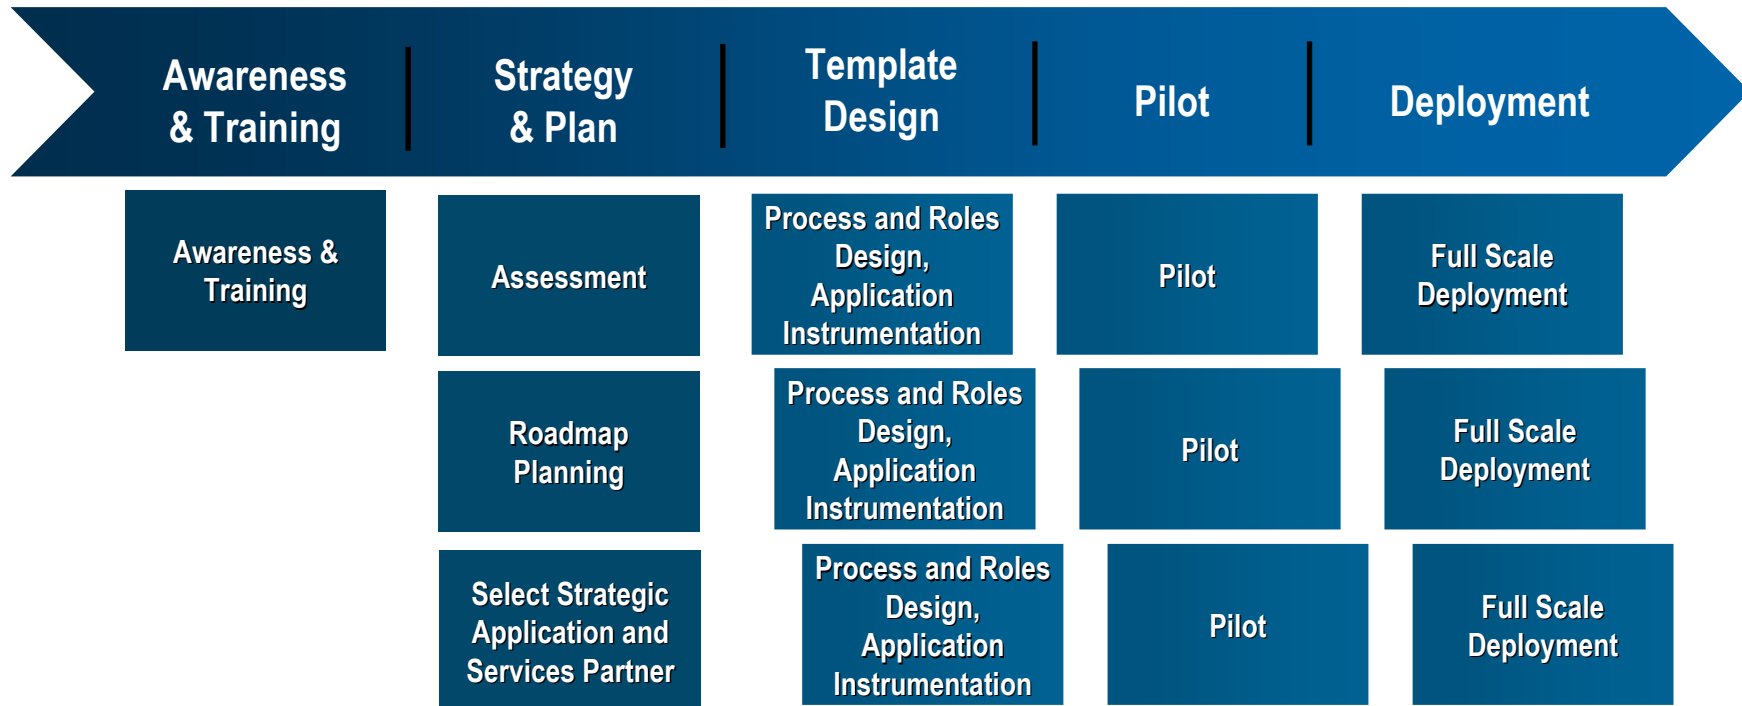 Awareness
& Training
Strategy
& Plan
Template
Design
Pilot
Deployment
Awareness &
Training
Assessment
Process and Roles
Design,
Application
Instrumentation
Pilot
Full Scale
Deployment
Roadmap
Planning
Process and Roles
Design,
Application
Instrumentation
Pilot
Full Scale
Deployment
Select Strategic
Application and
Services Partner
Process and Roles
Design,
Application
Instrumentation
Pilot
Full Scale
Deployment